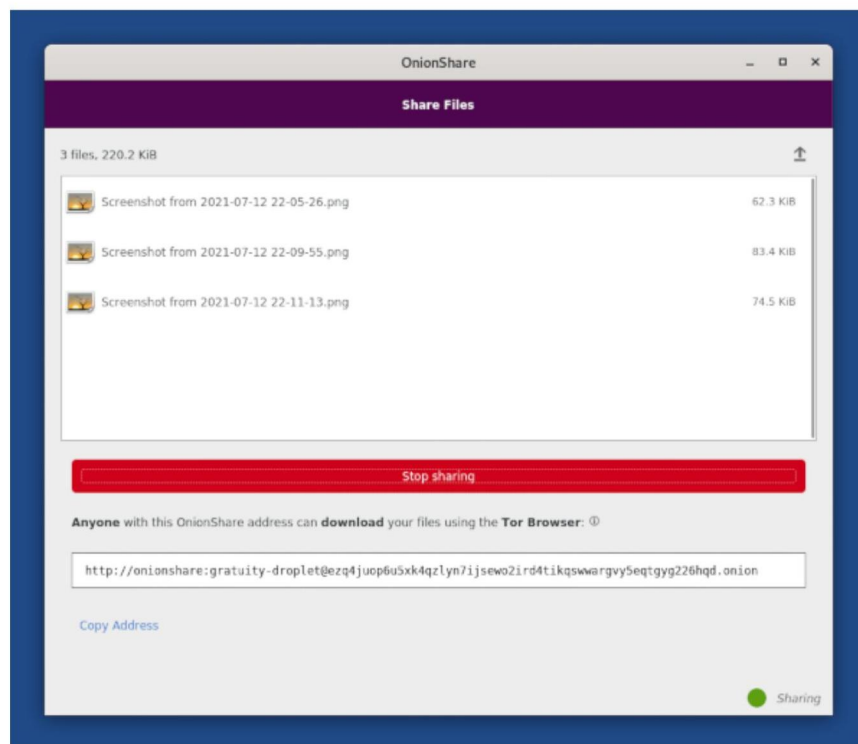 OnionShare
Share Files
3 files, 220.2 KiB
Screenshot from 2021-07-12 22-05-26.png 62.3 KiB
Screenshot from 2021-07-12 22-09-55.png 83.4 KiB
Screenshot from 2021-07-12 22-11-13.png 74.5 KiB
Stop sharing
Anyone with this OnionShare address can download your files using the Tor Browser:
http://onionshare:gratuity-droplet@ezq4juop6u5xk4qzlyn7ijsewo2ird4tikqswwargvy5eqtgyg226hqd.onion
Copy Address
Sharing